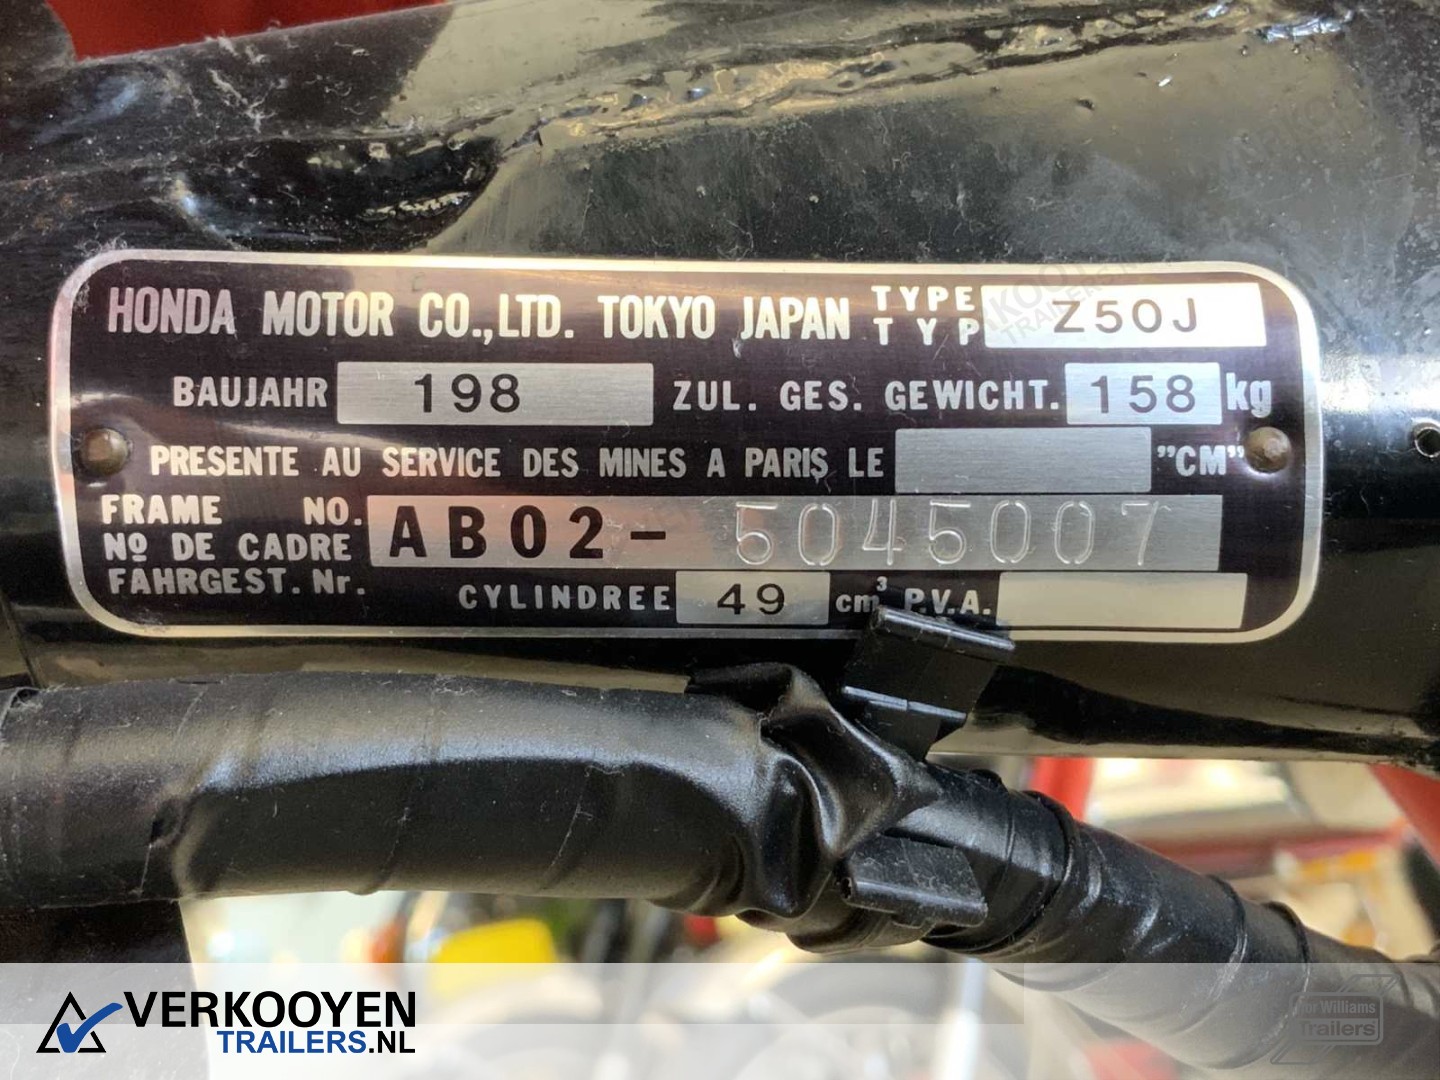 HONDA MOTOR CO.,LTD. TOKYO JAPAN TYPE TYP Z50J
BAUJAHR 198 ZUL. GES. GEWICHT. 158 kg
PRESENTE AU SERVICE DES MINES A PARIS LE "CM"
FRAME NO.
Nº DE CADRE
FAHRGEST. Nr.
AB02-5045007
CYLINDREE 49 cm³ P.V.A.
VERKOOYEN
TRAILERS.NL
Williams
Trailers